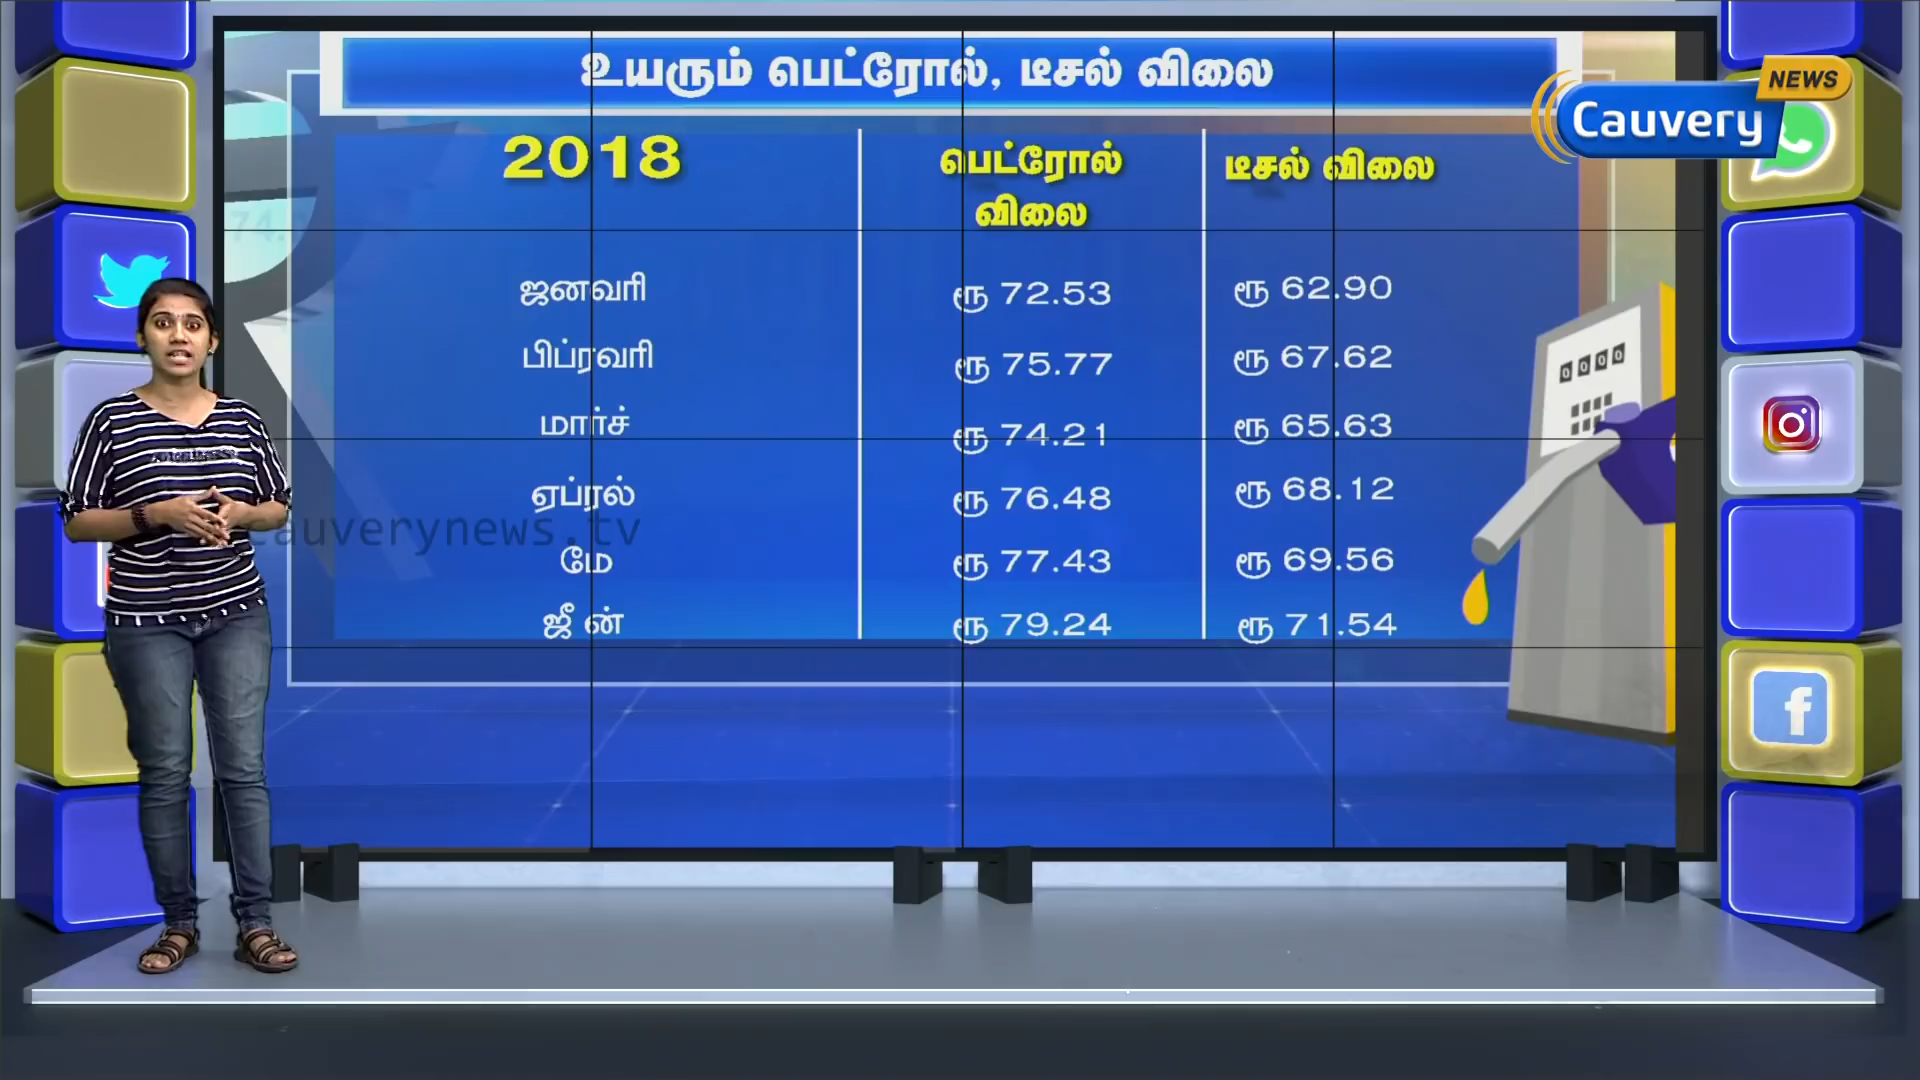 உயரும் பெட்ரோல், டீசல் விலை
NEWS
Cauvery
2018 பெட்ரோல் விலை டீசல் விலை
ஜனவரி ரூ 72.53 ரூ 62.90
பிப்ரவரி ரூ 75.77 ரூ 67.62
மார்ச் ரூ 74.21 ரூ 65.63
ஏப்ரல் ரூ 76.48 ரூ 68.12
cauverynews.tv
மே ரூ 77.43 ரூ 69.56
ஜீன் ரூ 79.24 ரூ 71.54
0000
f